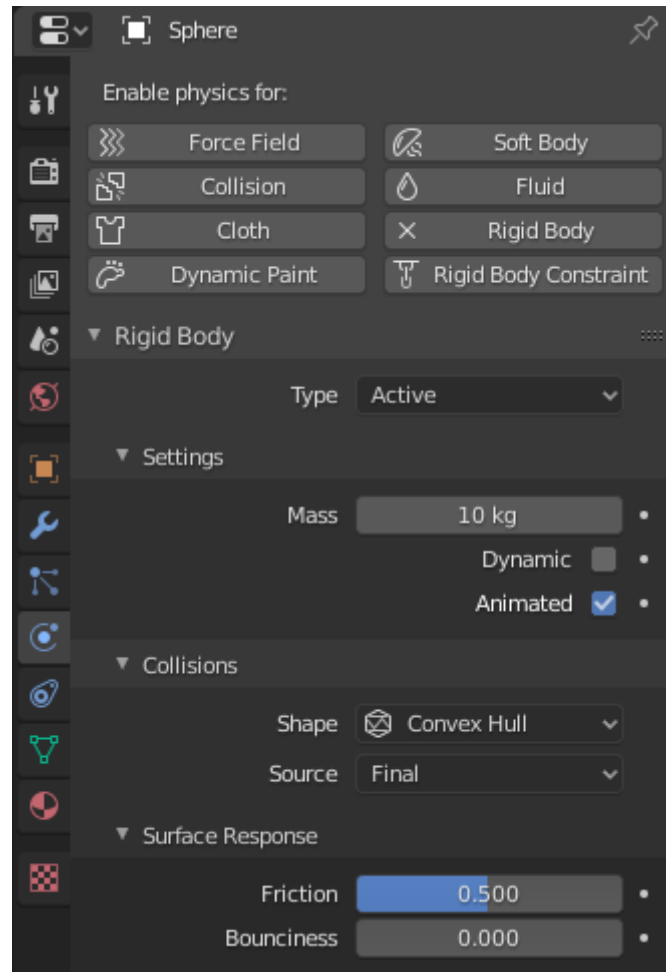 Sphere
Enable physics for:
Force Field Soft Body
Collision Fluid
Cloth Rigid Body
Dynamic Paint Rigid Body Constraint
Rigid Body
Type Active
Settings
Mass 10 kg
Dynamic
Animated
Collisions
Shape Convex Hull
Source Final
Surface Response
Friction 0.500
Bounciness 0.000